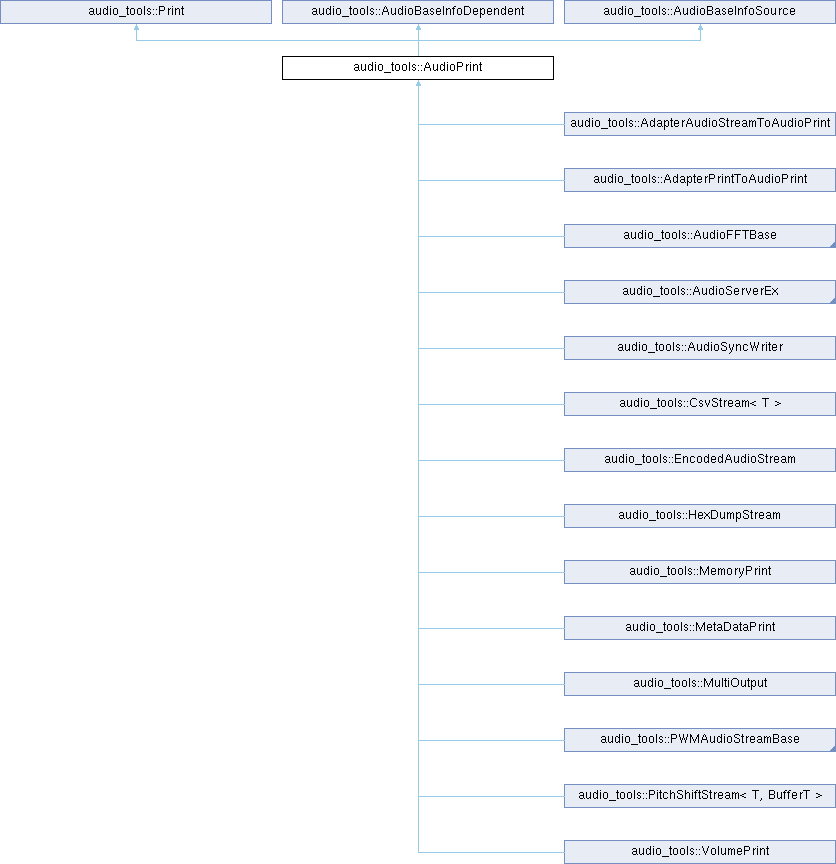 audio_tools::Print
audio_tools::AudioBaseInfoDependent
audio_tools::AudioBaseInfoSource
audio_tools::AudioPrint
audio_tools::AdapterAudioStreamToAudioPrint
audio_tools::AdapterPrintToAudioPrint
audio_tools::AudioFFTBase
audio_tools::AudioServerEx
audio_tools::AudioSyncWriter
audio_tools::CsvStream< T >
audio_tools::EncodedAudioStream
audio_tools::HexDumpStream
audio_tools::MemoryPrint
audio_tools::MetaDataPrint
audio_tools::MultiOutput
audio_tools::PWMAudioStreamBase
audio_tools::PitchShiftStream< T, BufferT >
audio_tools::VolumePrint